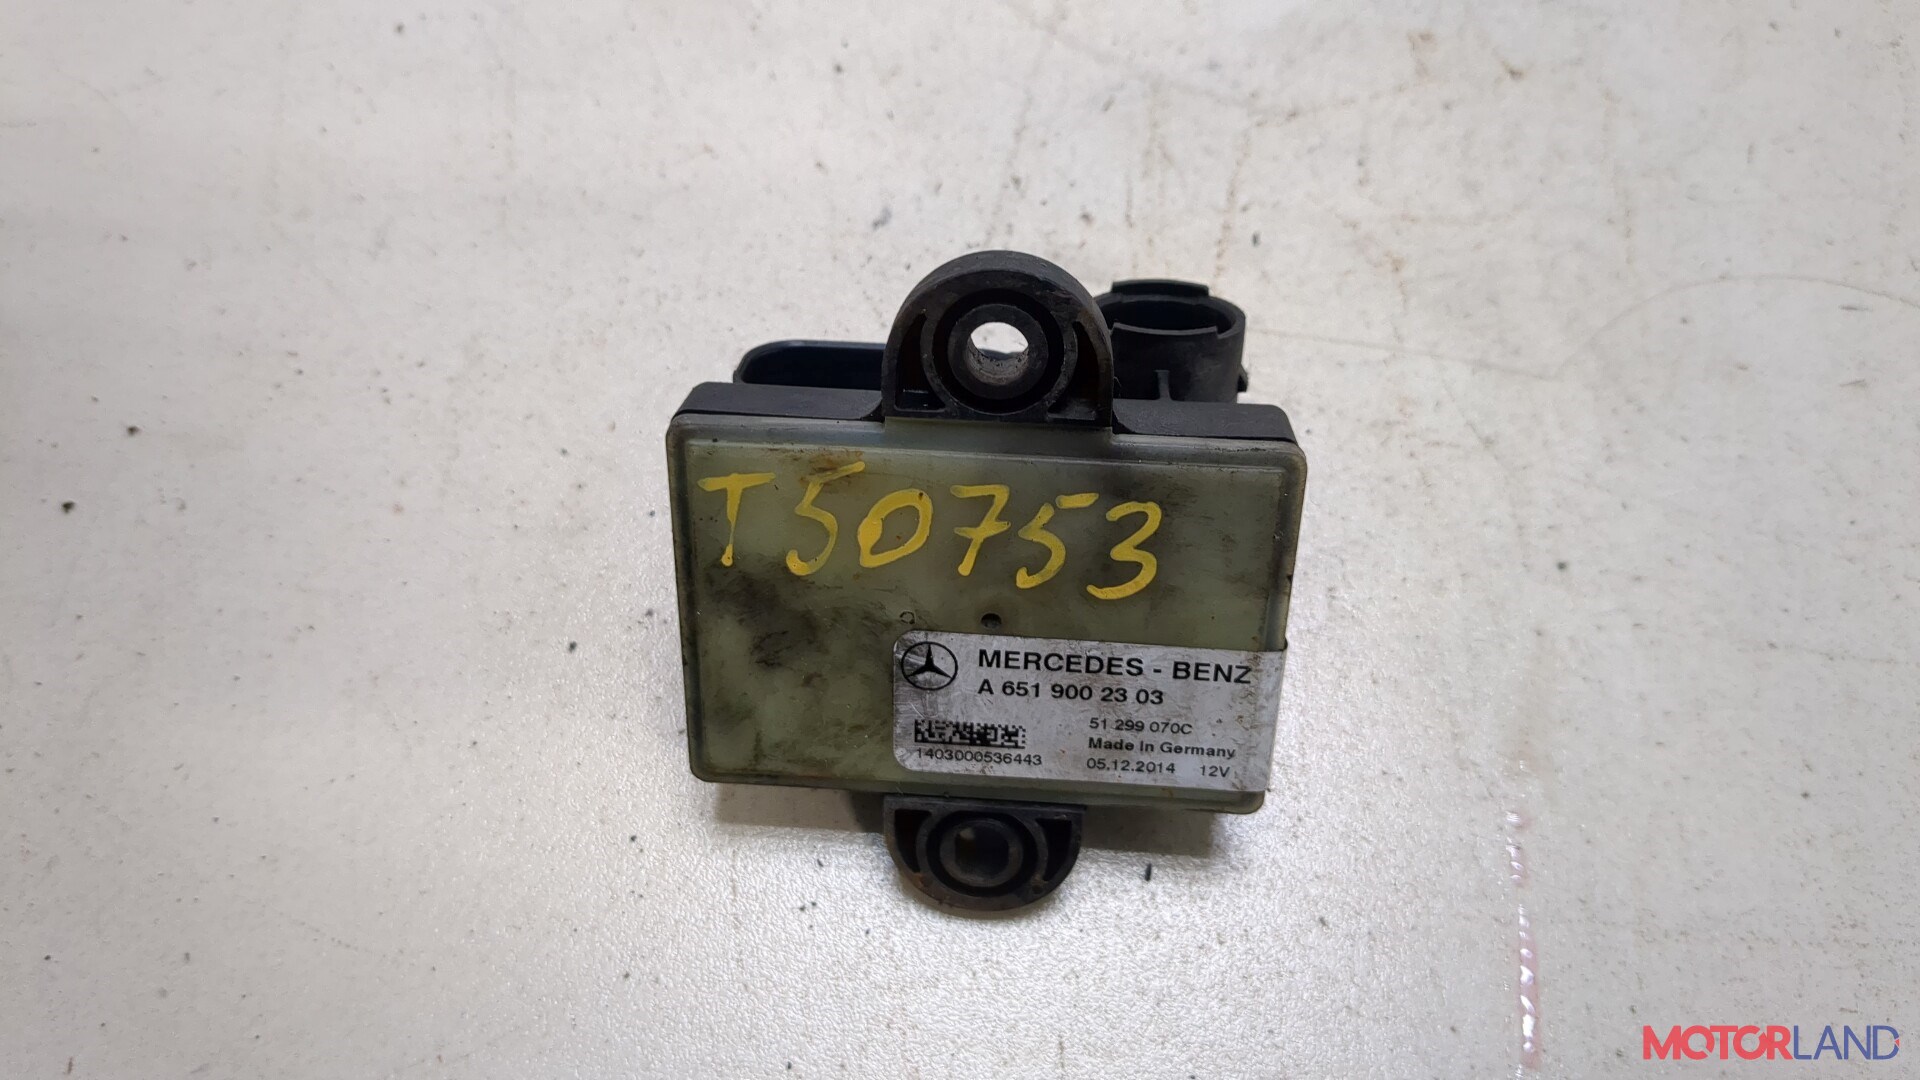 T50753
MERCEDES - BENZ
A 651 900 23 03
51 299 070C
Made in Germany
1403000536443
05.12.2014 12V
MOTORLAND